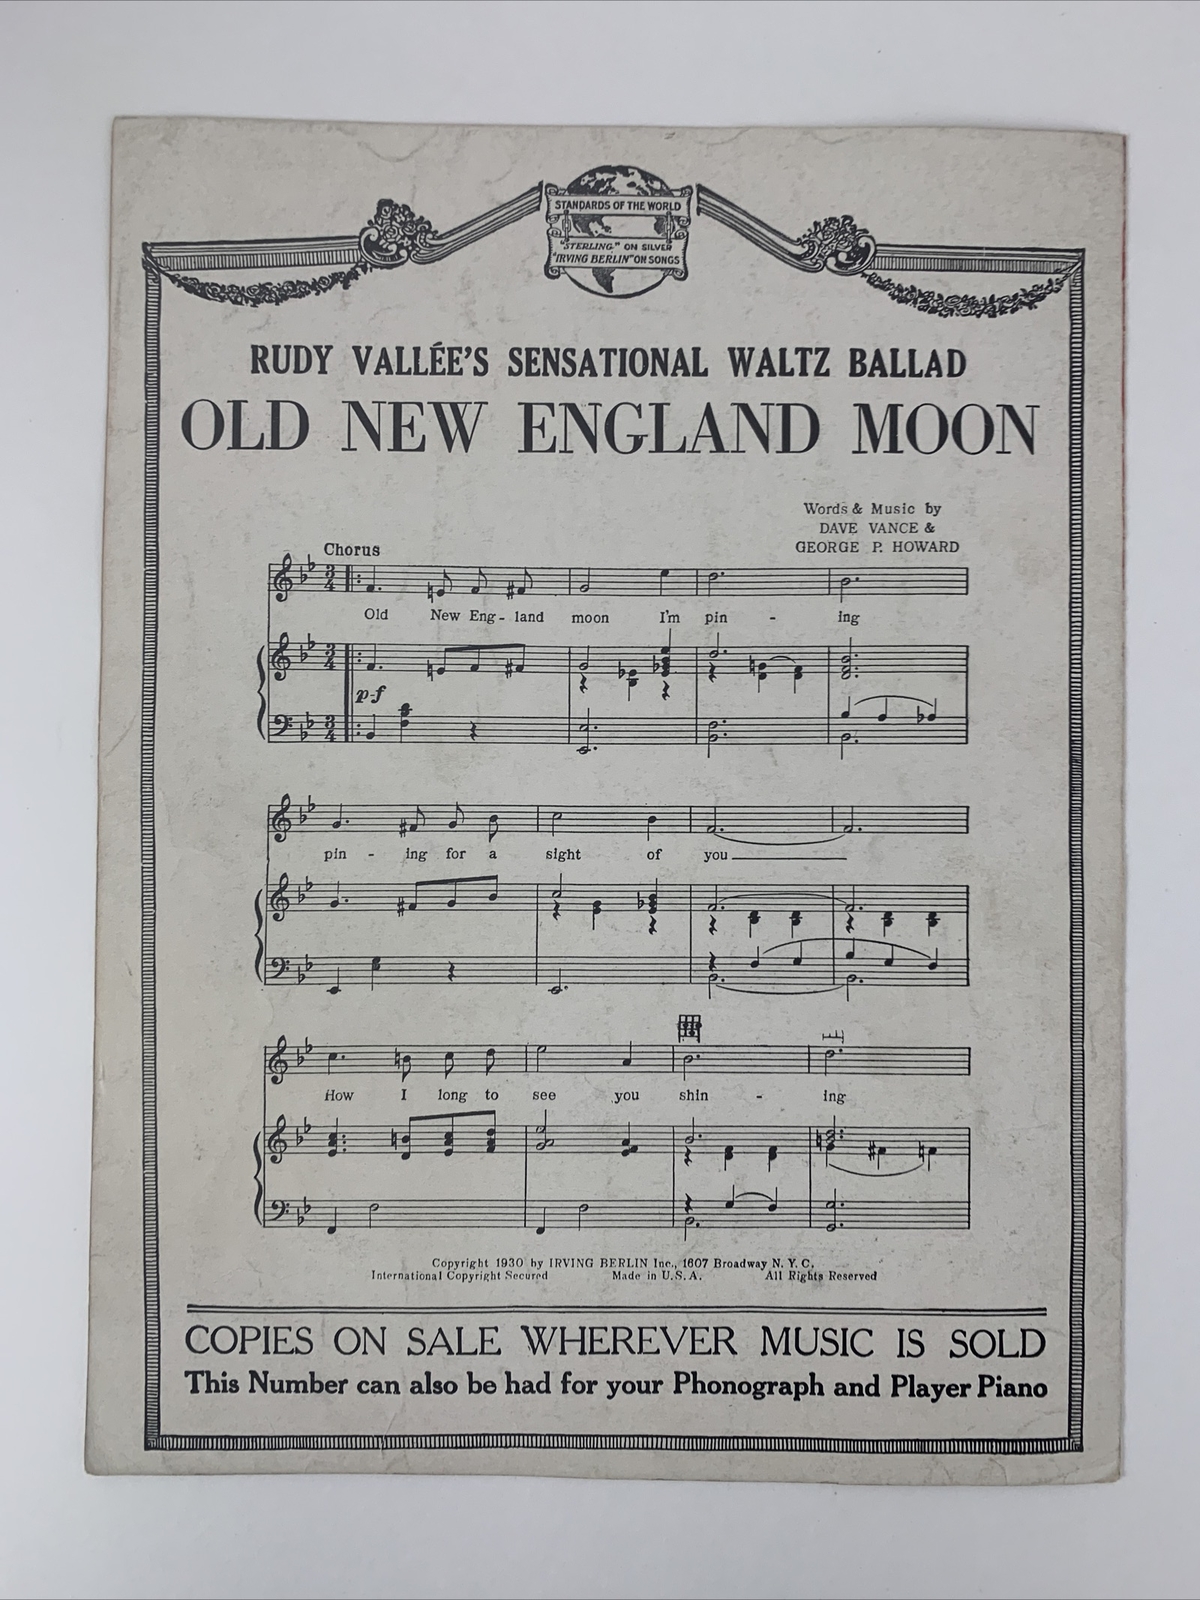 STANDARDS OF THE WORLD
"STERLING" ON SILVER
"IRVING BERLIN" ON SONGS
RUDY VALLÉE'S SENSATIONAL WALTZ BALLAD
OLD NEW ENGLAND MOON
Words & Music by
DAVE VANCE &
GEORGE P. HOWARD
Chorus
Old New Eng - land moon I'm pin - ing
p-f
pin - ing for a sight of you
How I long to see you shin - ing
Copyright 1930 by IRVING BERLIN Inc., 1607 Broadway N. Y. C.
International Copyright Secured Made in U. S. A. All Rights Reserved
COPIES ON SALE WHEREVER MUSIC IS SOLD
This Number can also be had for your Phonograph and Player Piano